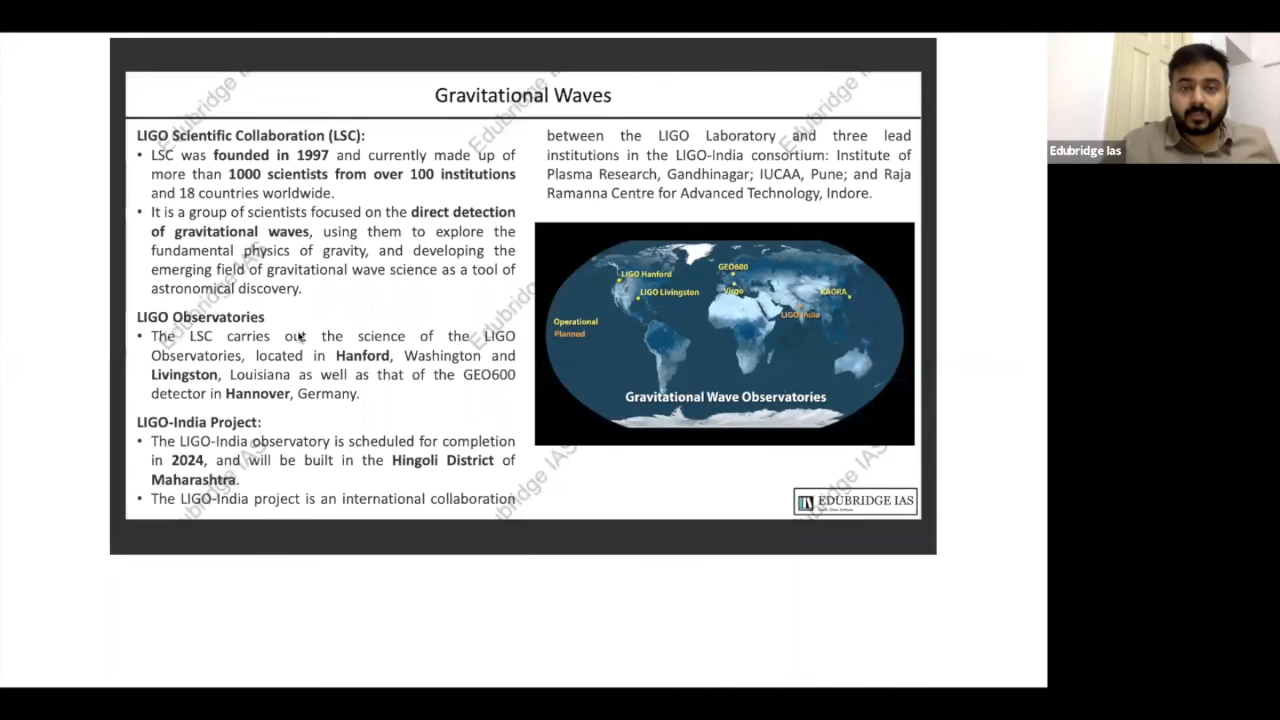 Gravitational Waves
LIGO Scientific Collaboration (LSC):
• LSC was founded in 1997 and currently made up of
more than 1000 scientists from over 100 institutions
and 18 countries worldwide.
• It is a group of scientists focused on the direct detection
of gravitational waves, using them to explore the
fundamental physics of gravity, and developing the
emerging field of gravitational wave science as a tool of
astronomical discovery.
LIGO Observatories
• The LSC carries out the science of the LIGO
Observatories, located in Hanford, Washington and
Livingston, Louisiana as well as that of the GEO600
detector in Hannover, Germany.
LIGO-India Project:
• The LIGO-India observatory is scheduled for completion
in 2024, and will be built in the Hingoli District of
Maharashtra.
• The LIGO-India project is an international collaboration
between the LIGO Laboratory and three lead
institutions in the LIGO-India consortium: Institute of
Plasma Research, Gandhinagar; IUCAA, Pune; and Raja
Ramanna Centre for Advanced Technology, Indore.
LIGO Hanford
LIGO Livingston
GEO600
Virgo
KAGRA
LIGO India
Operational
Planned
Gravitational Wave Observatories
EDUBRIDGE IAS
Edubridge IAS
Edubridge IAS
Edubridge IAS
Edubridge IAS
Edubridge Ias